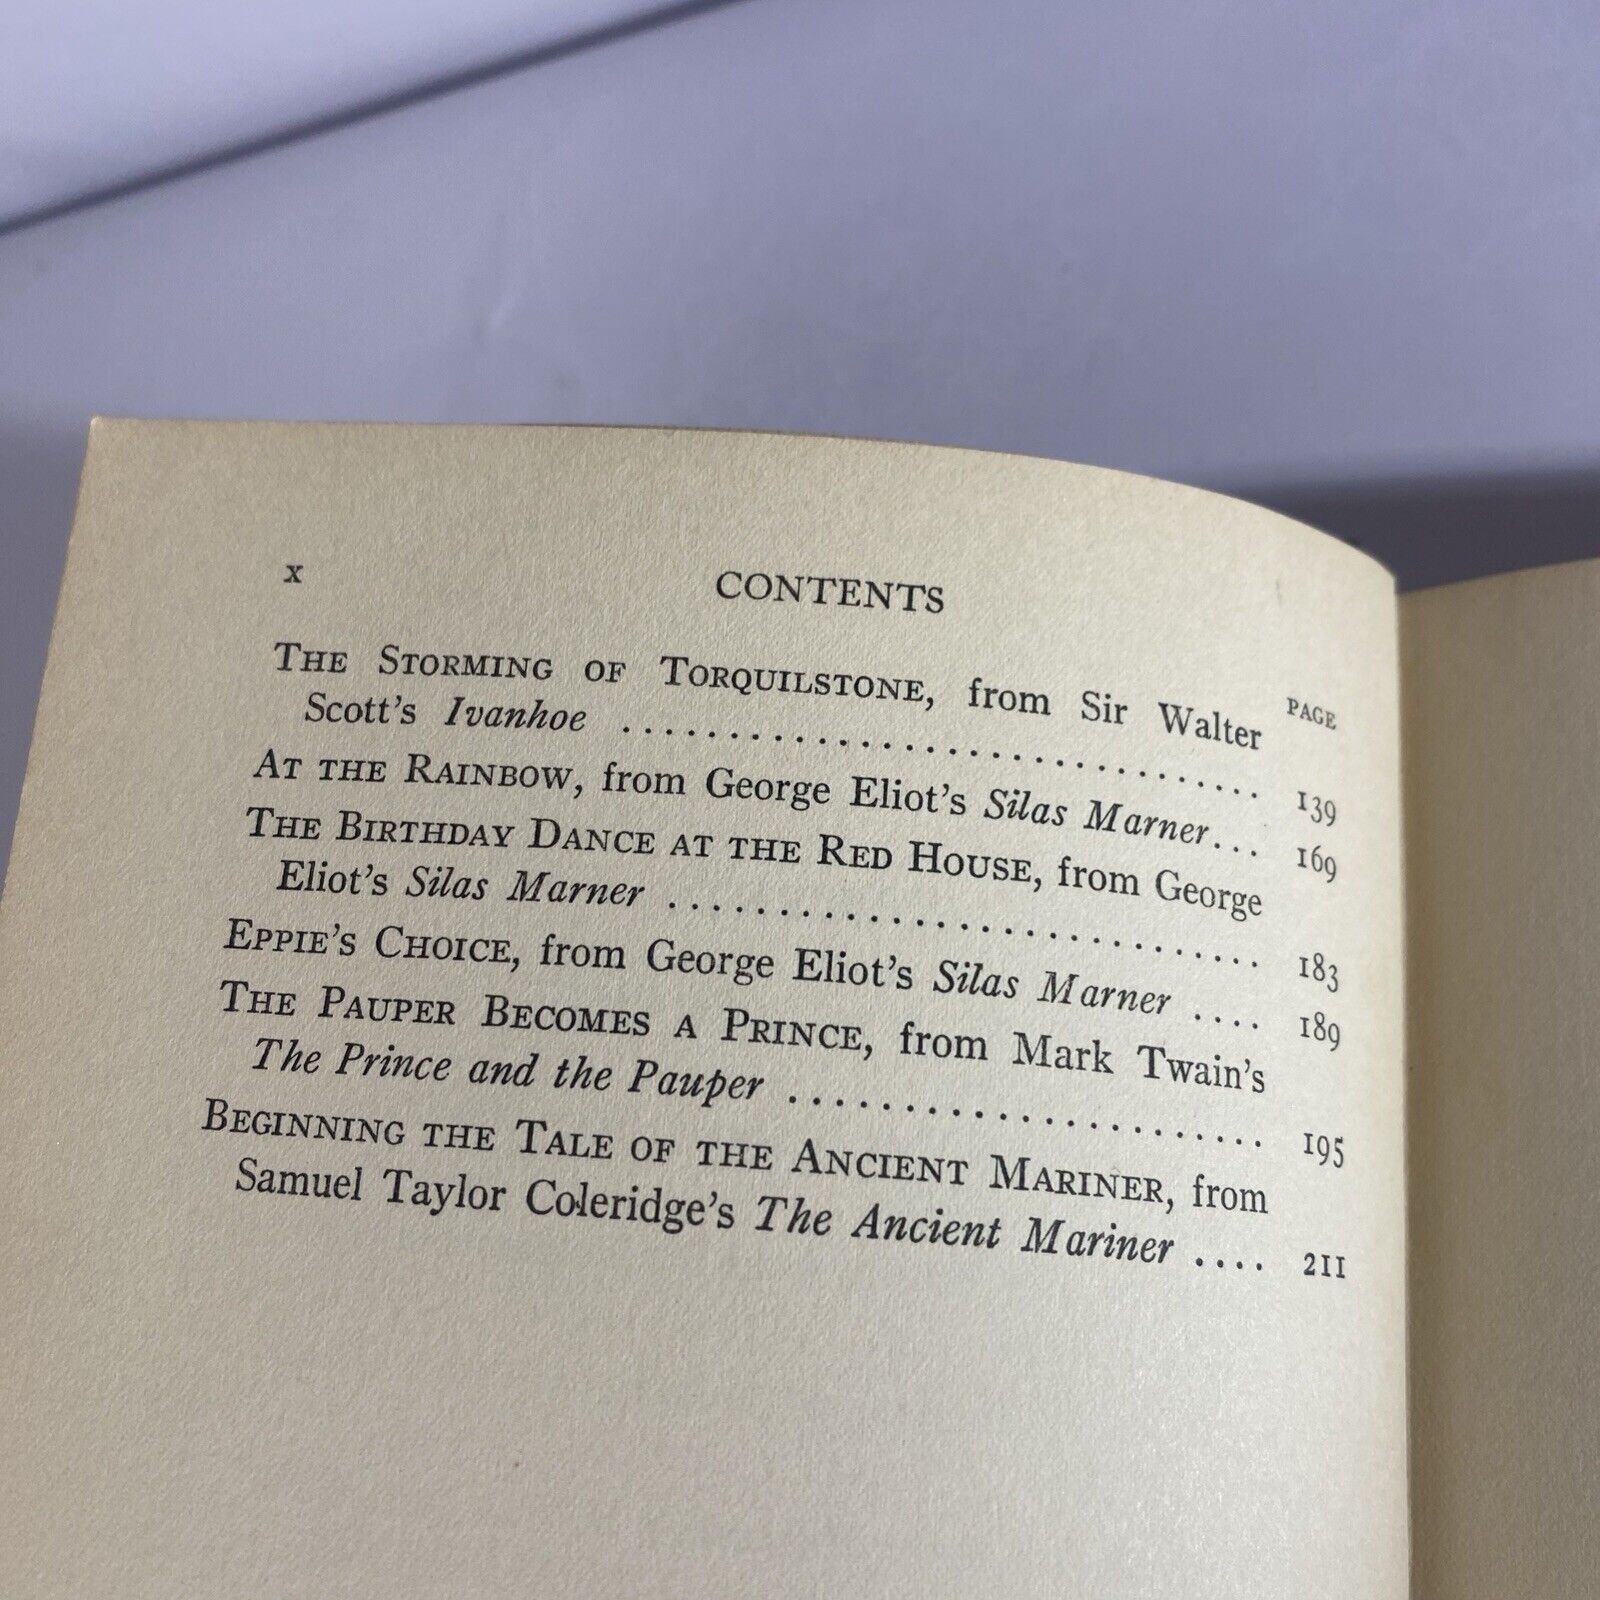 x CONTENTS
PAGE
THE STORMING OF TORQUILSTONE, from Sir Walter
Scott's Ivanhoe .............................. 139
AT THE RAINBOW, from George Eliot's Silas Marner... 169
THE BIRTHDAY DANCE AT THE RED HOUSE, from George
Eliot's Silas Marner ........................... 183
EPPIE'S CHOICE, from George Eliot's Silas Marner .... 189
THE PAUPER BECOMES A PRINCE, from Mark Twain's
The Prince and the Pauper ..................... 195
BEGINNING THE TALE OF THE ANCIENT MARINER, from
Samuel Taylor Coleridge's The Ancient Mariner .... 211